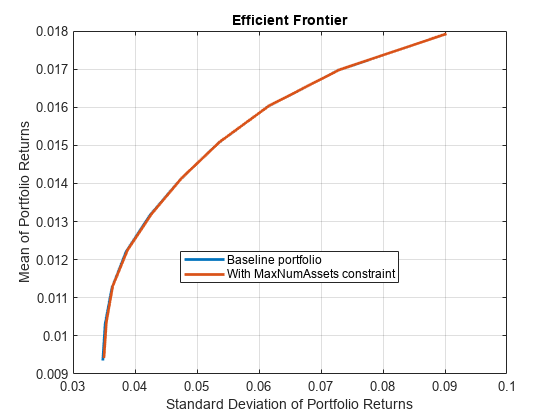 Efficient Frontier
Mean of Portfolio Returns
0.018
0.017
0.016
0.015
0.014
0.013
0.012
0.011
0.01
0.009
Baseline portfolio
With MaxNumAssets constraint
0.03 0.04 0.05 0.06 0.07 0.08 0.09 0.1
Standard Deviation of Portfolio Returns